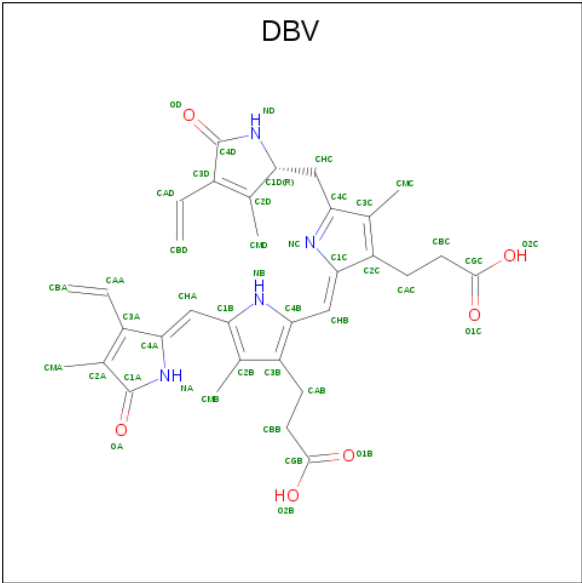 DBV
OD
O
H
N
ND
C4D
CHC
C3D
C1D(R)
CAD
C2D
C4C
CMC
C3C
CBD
CMD
NC
N
C1C
C2C
CBC
O2C
OH
CGC
CAC
O
O1C
NB
H
N
CBA
CAA
CHA
C1B
C4B
CHB
C3A
C4A
CMA
C2A
C1A
NH
NA
C2B
C3B
CMB
CAB
O
OA
CBB
CGB
O
O1B
HO
O2B